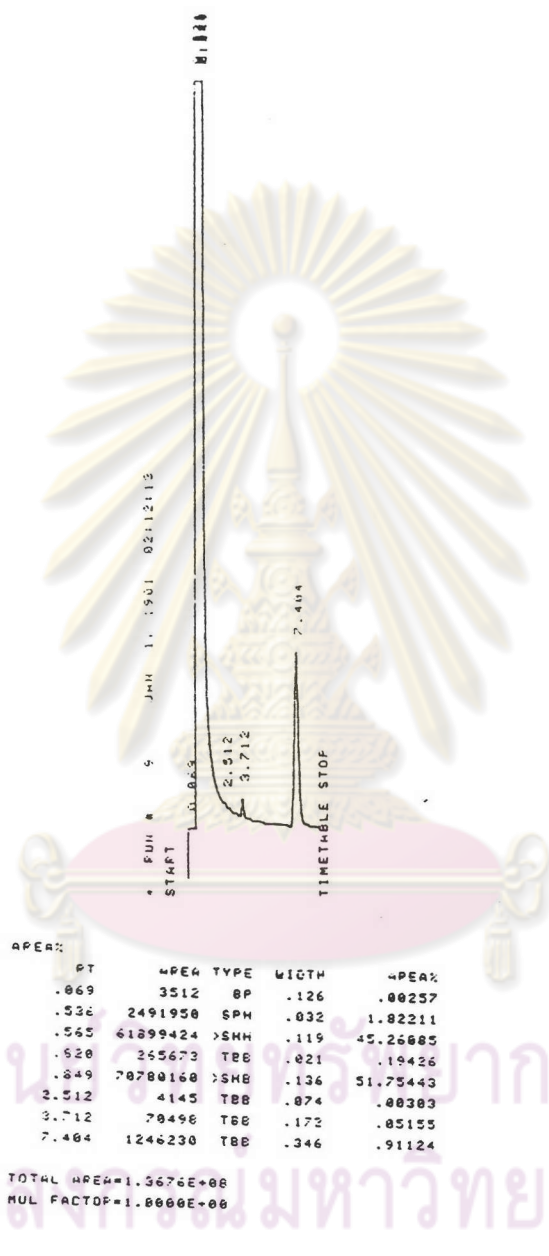 * RUN # 9 JAN 1, 1901 02:12:13
START
0.069
2.512
3.712
7.404
TIMETABLE STOP
AREA%
RT AREA TYPE WIDTH AREA%
.069 3512 BP .126 .00257
.536 2491950 SPH .032 1.82211
.565 61899424 >SHH .119 45.26085
.620 265673 TBB .021 .19426
.849 70780160 >SHB .136 51.75443
2.512 4145 TBB .074 .00303
3.712 70498 TBB .172 .05155
7.404 1246230 TBB .346 .91124
TOTAL AREA=1.3676E+08
MUL FACTOR=1.0000E+00
ศูนย์วิทยทรัพยาก
ลงกรณ์มหาวิทย